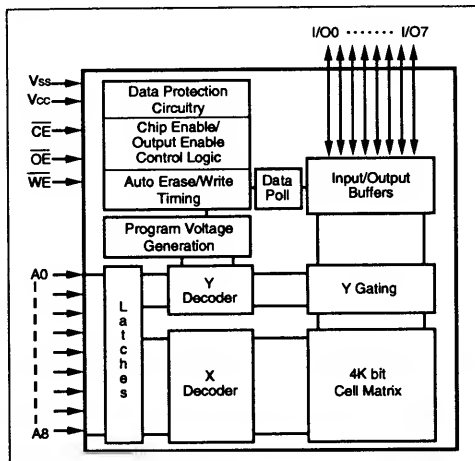 I/O0 ········ I/O7
Vss
Vcc
CE
OE
WE
Data Protection
Circuitry
Chip Enable/
Output Enable
Control Logic
Auto Erase/Write
Timing
Data
Poll
Input/Output
Buffers
Program Voltage
Generation
A0
Latches
Y
Decoder
Y Gating
X
Decoder
4K bit
Cell Matrix
A8